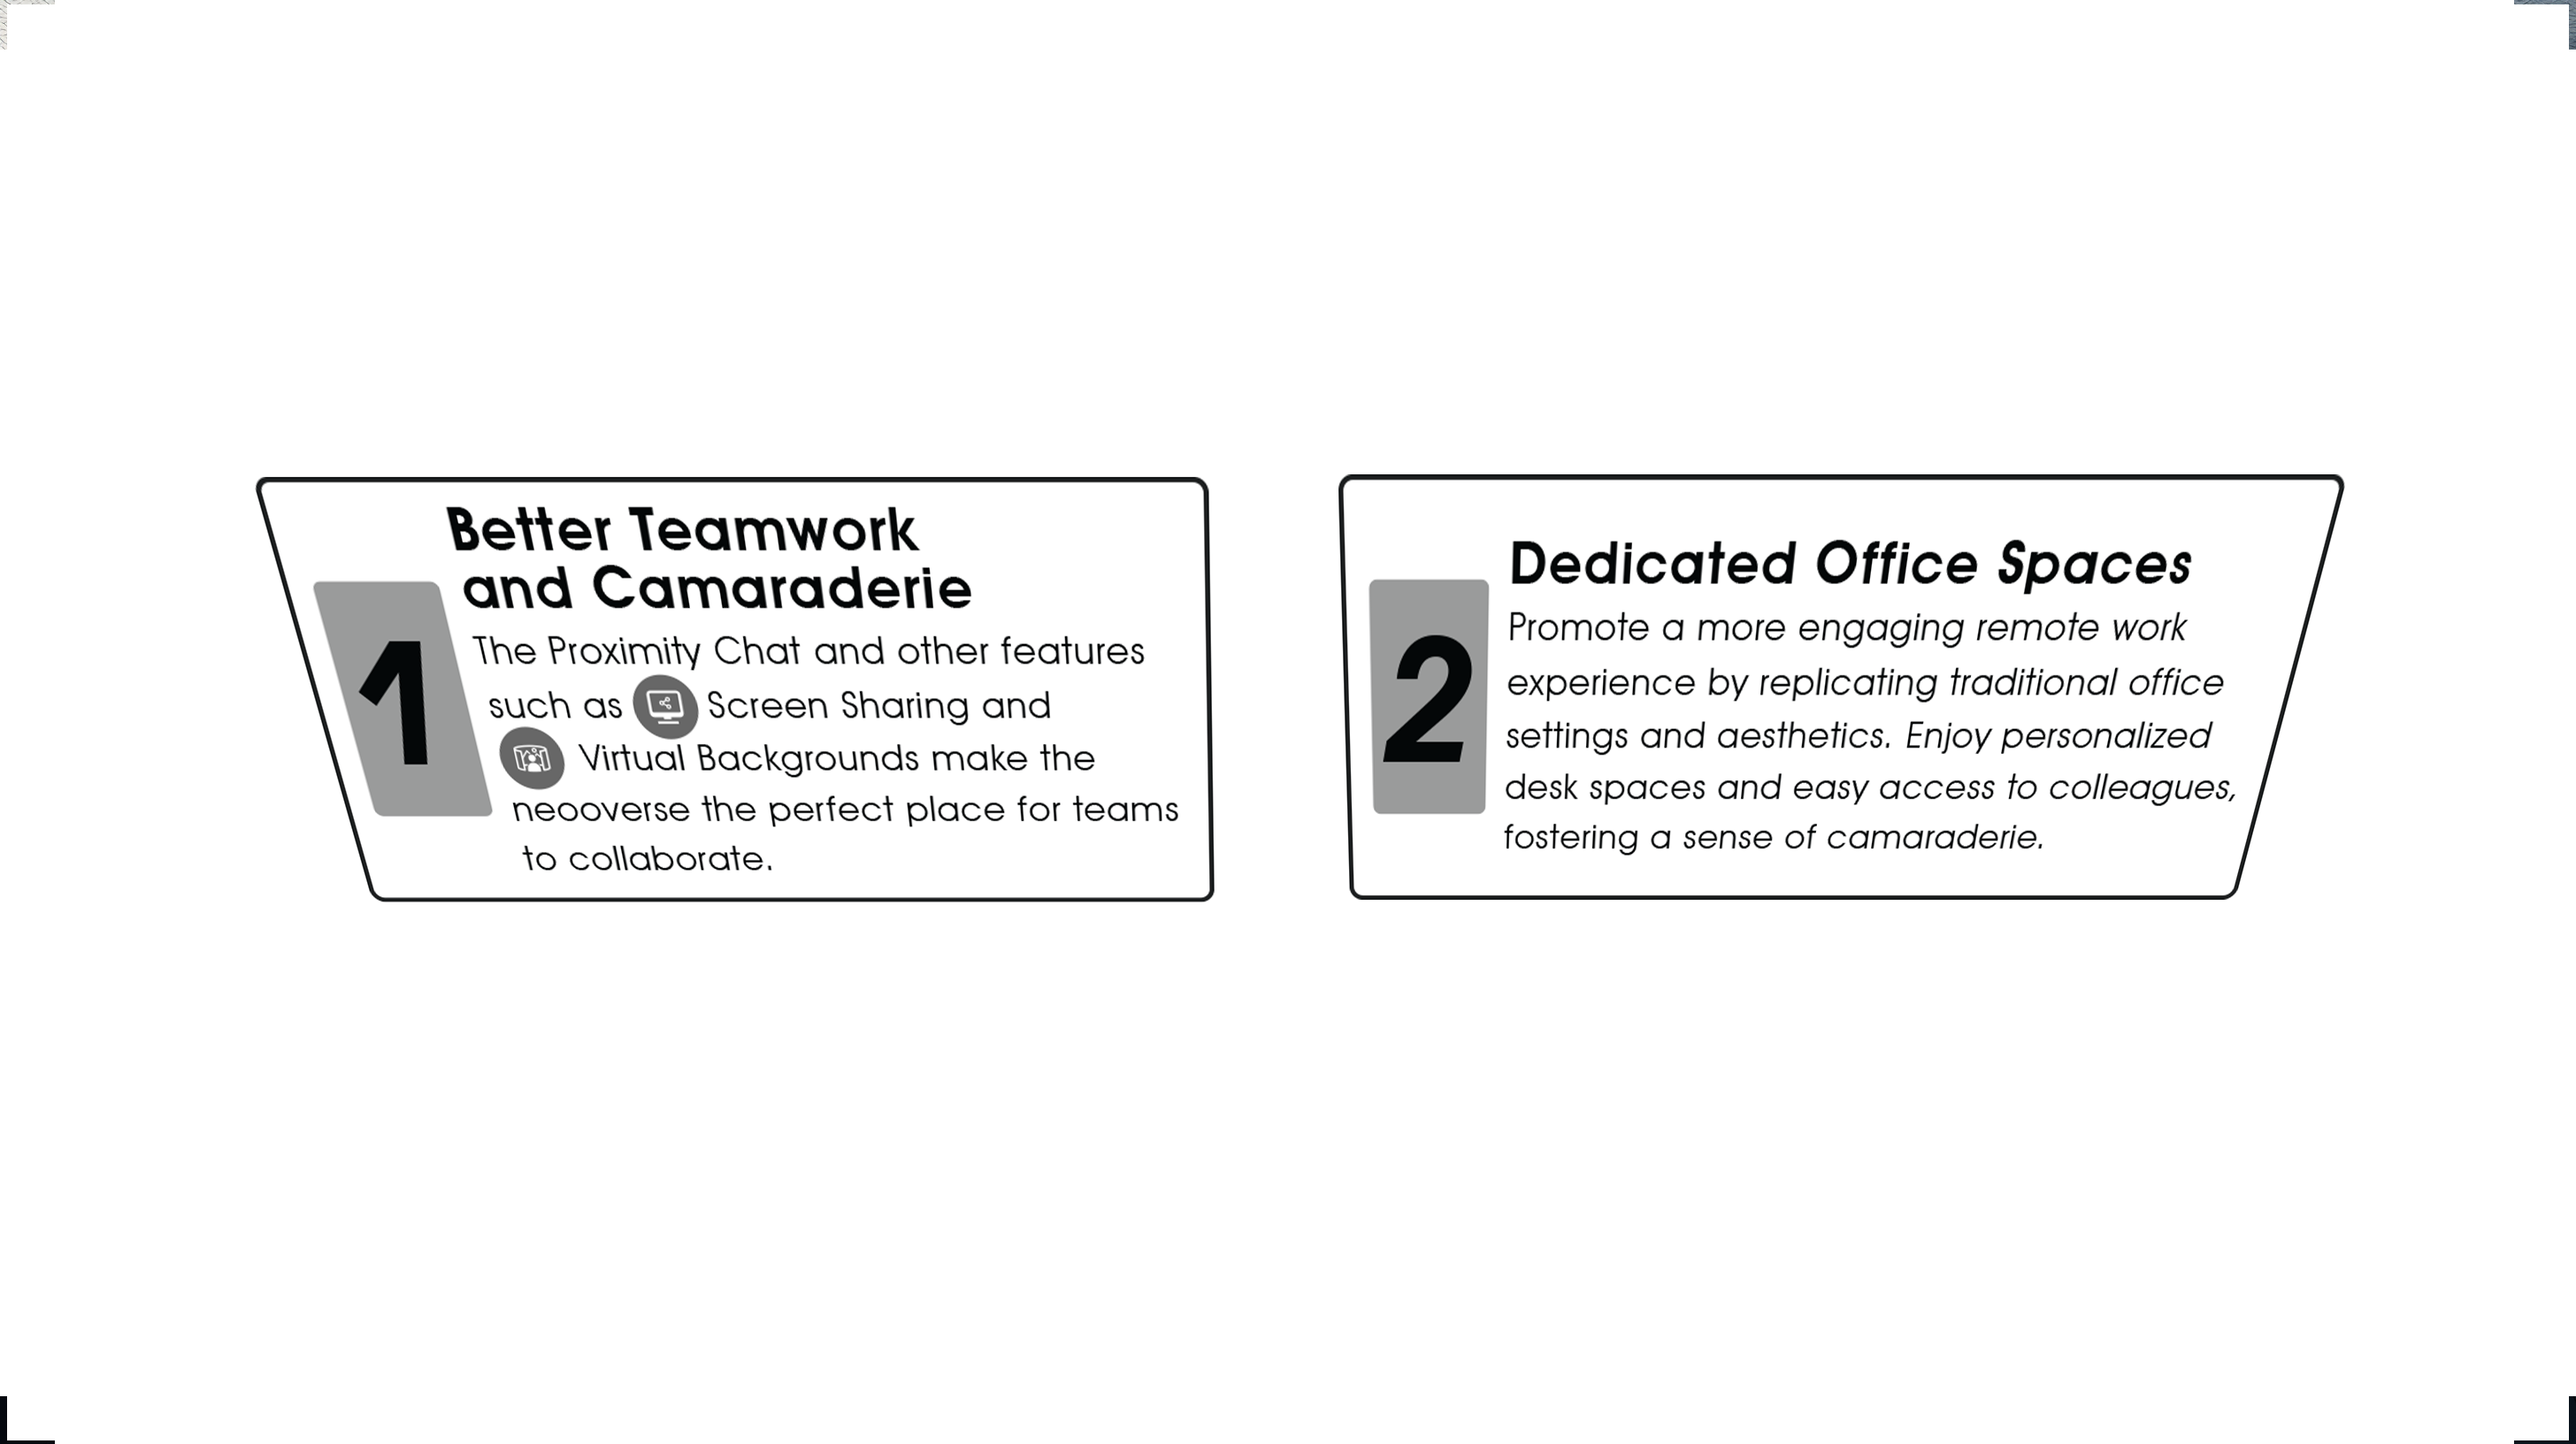 Better Teamwork
and Camaraderie
1
The Proximity Chat and other features
such as Screen Sharing and
Virtual Backgrounds make the
neooverse the perfect place for teams
to collaborate.
Dedicated Office Spaces
2
Promote a more engaging remote work
experience by replicating traditional office
settings and aesthetics. Enjoy personalized
desk spaces and easy access to colleagues,
fostering a sense of camaraderie.